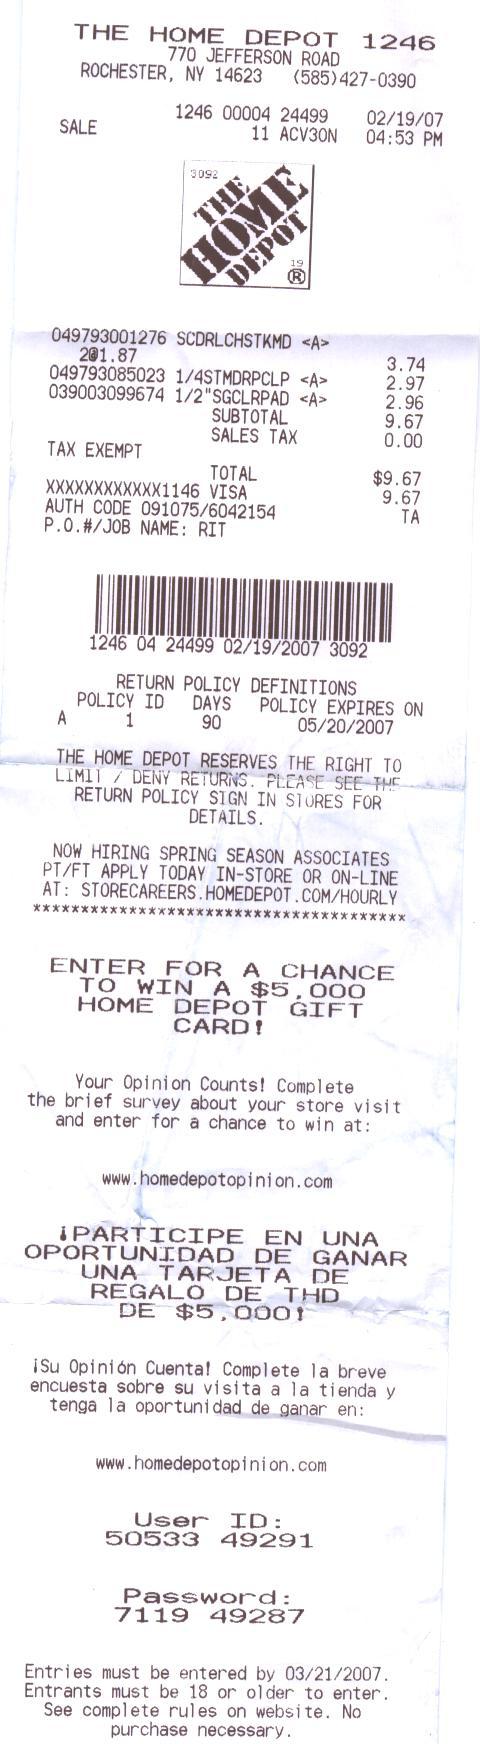 THE HOME DEPOT 1246
770 JEFFERSON ROAD
ROCHESTER, NY 14623 (585)427-0390
1246 00004 24499 02/19/07
SALE 11 ACV30N 04:53 PM
3092
THE
HOME
DEPOT
19
®
049793001276 SCDRLCHSTKMD <A>
2@1.87 3.74
049793085023 1/4STMDRPCLP <A> 2.97
039003099674 1/2"SGCLRPAD <A> 2.96
SUBTOTAL 9.67
SALES TAX 0.00
TAX EXEMPT
TOTAL $9.67
XXXXXXXXXXXX1146 VISA 9.67
AUTH CODE 091075/6042154 TA
P.O.#/JOB NAME: RIT
1246 04 24499 02/19/2007 3092
RETURN POLICY DEFINITIONS
POLICY ID DAYS POLICY EXPIRES ON
A 1 90 05/20/2007
THE HOME DEPOT RESERVES THE RIGHT TO
LIMIT / DENY RETURNS. PLEASE SEE THE
RETURN POLICY SIGN IN STORES FOR
DETAILS.
NOW HIRING SPRING SEASON ASSOCIATES
PT/FT APPLY TODAY IN-STORE OR ON-LINE
AT: STORECAREERS.HOMEDEPOT.COM/HOURLY
***************************************
ENTER FOR A CHANCE
TO WIN A $5,000
HOME DEPOT GIFT
CARD!
Your Opinion Counts! Complete
the brief survey about your store visit
and enter for a chance to win at:
www.homedepotopinion.com
¡PARTICIPE EN UNA
OPORTUNIDAD DE GANAR
UNA TARJETA DE
REGALO DE THD
DE $5,000!
¡Su Opinión Cuenta! Complete la breve
encuesta sobre su visita a la tienda y
tenga la oportunidad de ganar en:
www.homedepotopinion.com
User ID:
50533 49291
Password:
7119 49287
Entries must be entered by 03/21/2007.
Entrants must be 18 or older to enter.
See complete rules on website. No
purchase necessary.